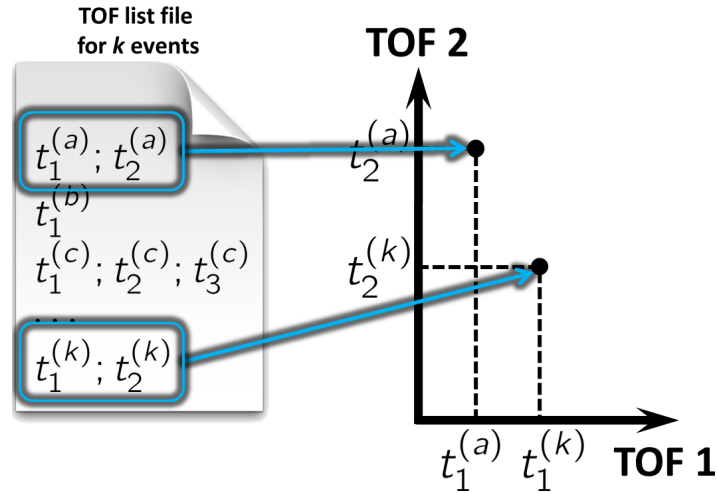 TOF list file
for k events
t₁⁽ᵃ⁾; t₂⁽ᵃ⁾
t₁⁽ᵇ⁾
t₁⁽ᶜ⁾; t₂⁽ᶜ⁾; t₃⁽ᶜ⁾
...
t₁⁽ᵏ⁾; t₂⁽ᵏ⁾
TOF 2
t₂⁽ᵃ⁾
t₂⁽ᵏ⁾
t₁⁽ᵃ⁾ t₁⁽ᵏ⁾
TOF 1